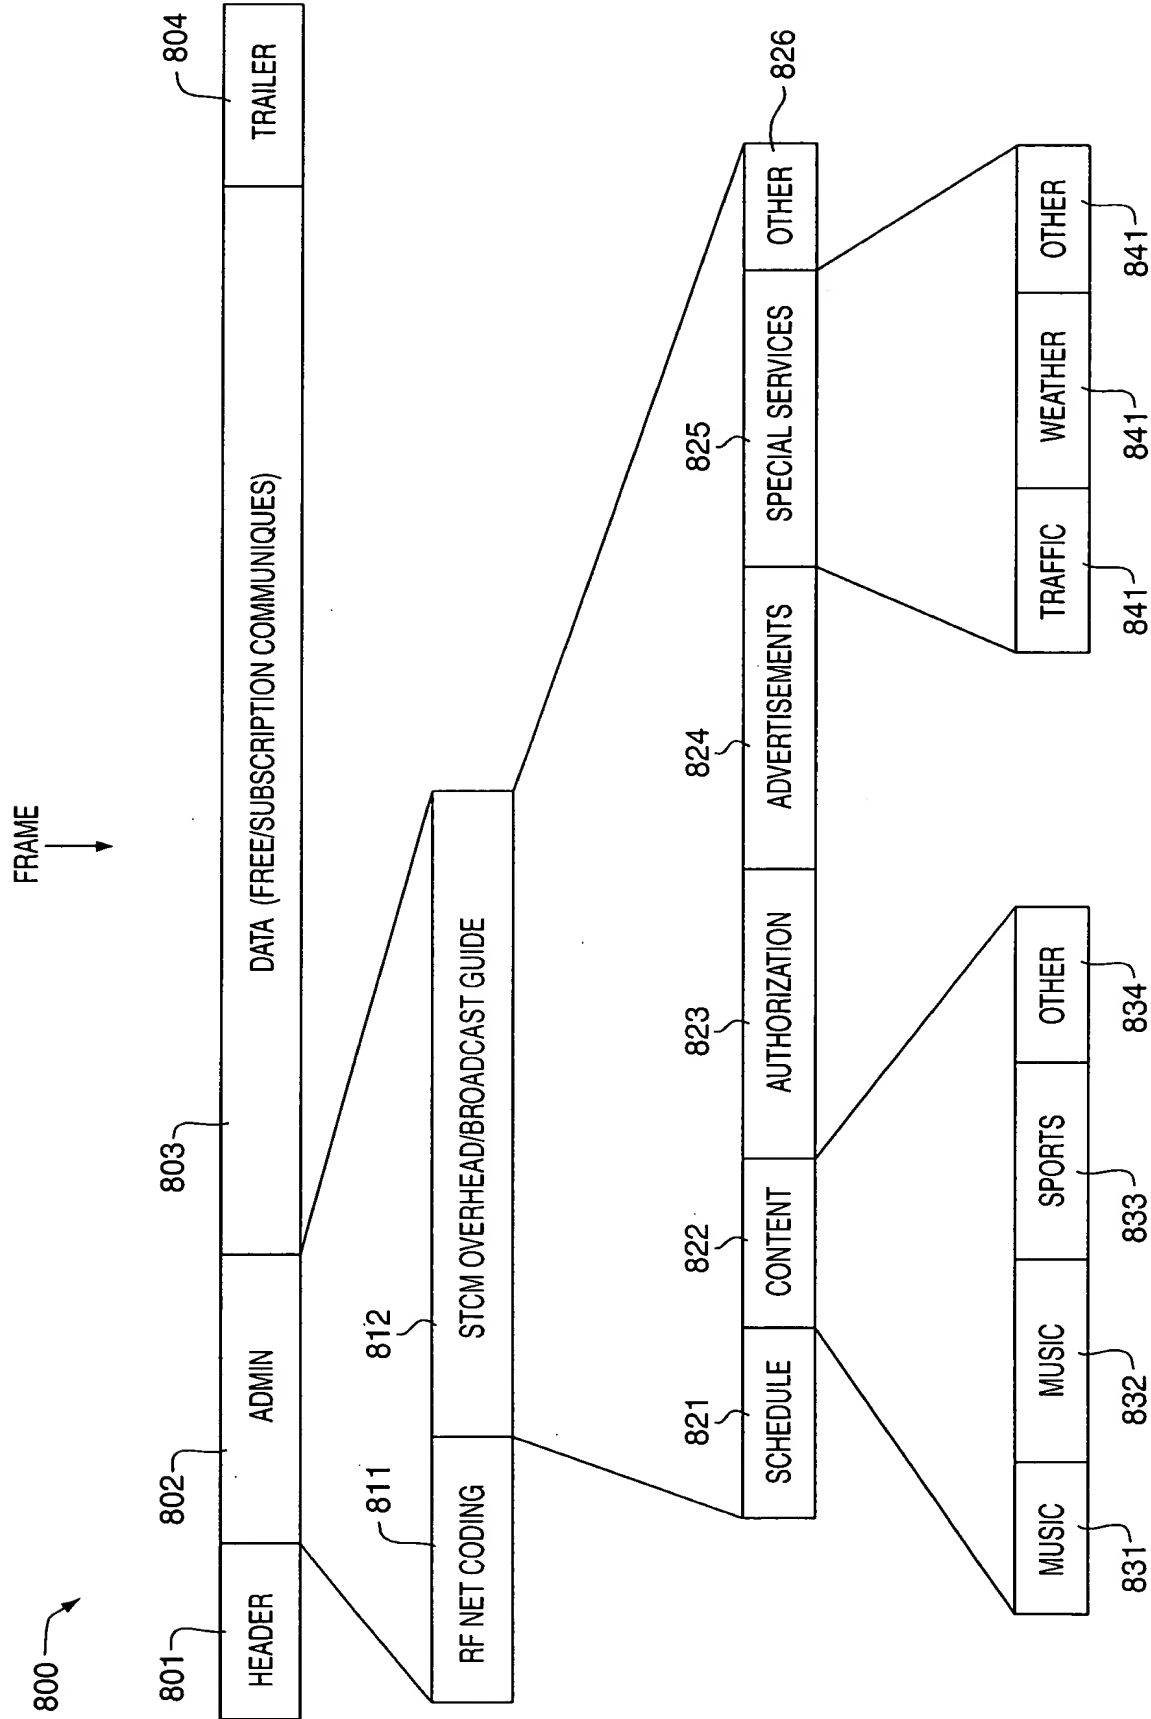 FRAME
800
801
802
803
804
HEADER
ADMIN
DATA (FREE/SUBSCRIPTION COMMUNIQUES)
TRAILER
811
812
RF NET CODING
STCM OVERHEAD/BROADCAST GUIDE
821
822
823
824
825
826
SCHEDULE
CONTENT
AUTHORIZATION
ADVERTISEMENTS
SPECIAL SERVICES
OTHER
MUSIC
MUSIC
SPORTS
OTHER
831
832
833
834
TRAFFIC
WEATHER
OTHER
841
841
841